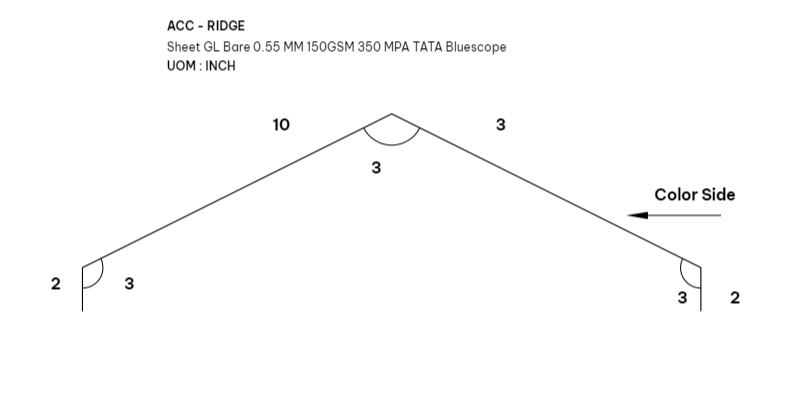 ACC - RIDGE
Sheet GL Bare 0.55 MM 150GSM 350 MPA TATA Bluescope
UOM : INCH
10
3
3
Color Side
2
3
3
2